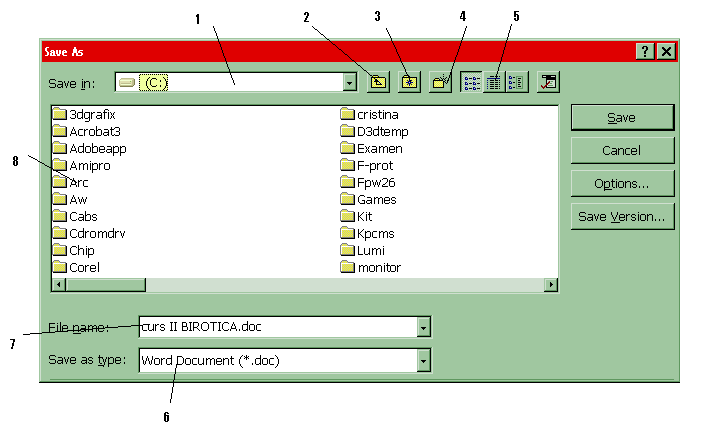 1 2 3 4 5
Save As
Save in: (C:)
3dgrafix cristina
Acrobat3 D3dtemp
Adobeapp Examen
Amipro F-prot
Arc Fpw26
Aw Games
Cabs Kit
Cdromdrv Kpcms
Chip Lumi
Corel monitor
Save
Cancel
Options...
Save Version...
8
File name: curs II BIROTICA.doc
7
Save as type: Word Document (*.doc)
6